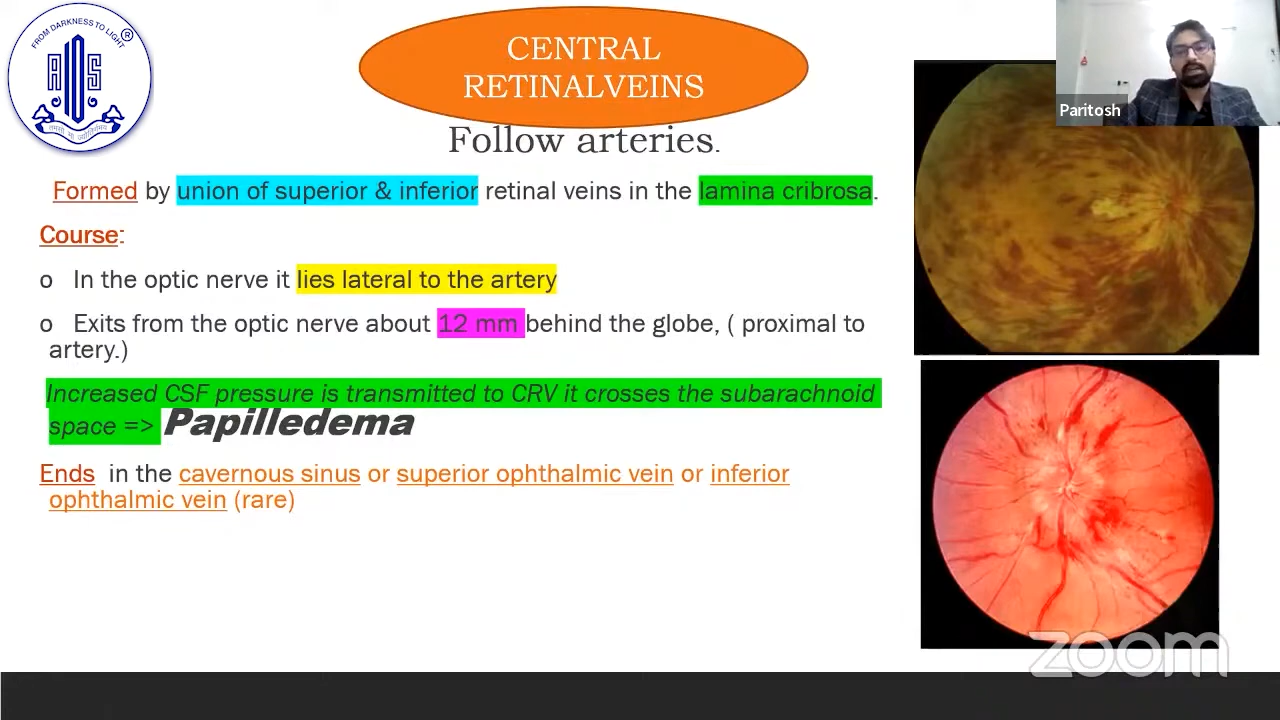 FROM DARKNESS TO LIGHT
®
AIOS
तमसो मा ज्योतिर्गमय
CENTRAL
RETINALVEINS
Follow arteries.
Paritosh
Formed by union of superior & inferior retinal veins in the lamina cribrosa.
Course:
o In the optic nerve it lies lateral to the artery
o Exits from the optic nerve about 12 mm behind the globe, ( proximal to
artery.)
Increased CSF pressure is transmitted to CRV it crosses the subarachnoid
space => Papilledema
Ends in the cavernous sinus or superior ophthalmic vein or inferior
ophthalmic vein (rare)
zoom